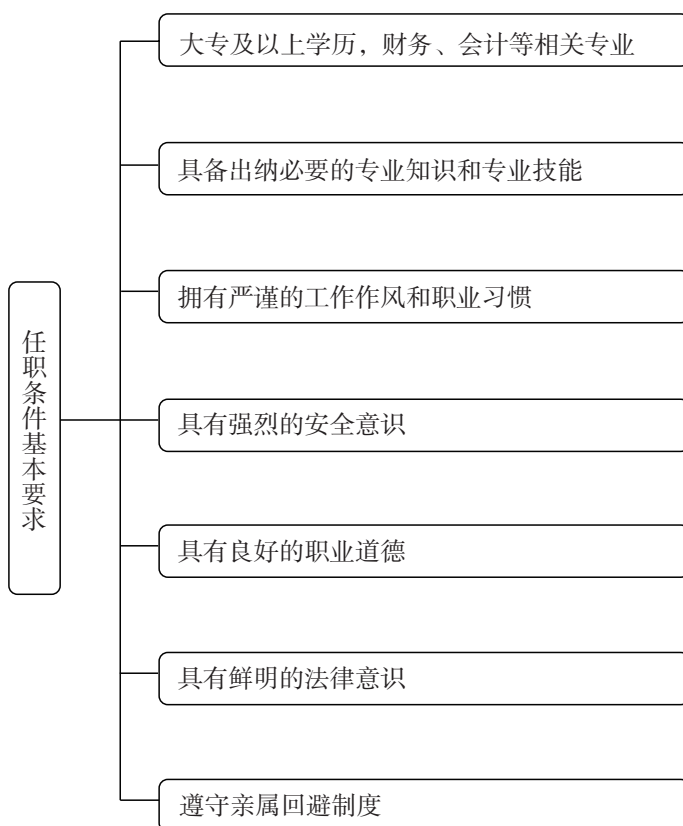 任职条件基本要求
大专及以上学历，财务、会计等相关专业
具备出纳必要的专业知识和专业技能
拥有严谨的工作作风和职业习惯
具有强烈的安全意识
具有良好的职业道德
具有鲜明的法律意识
遵守亲属回避制度